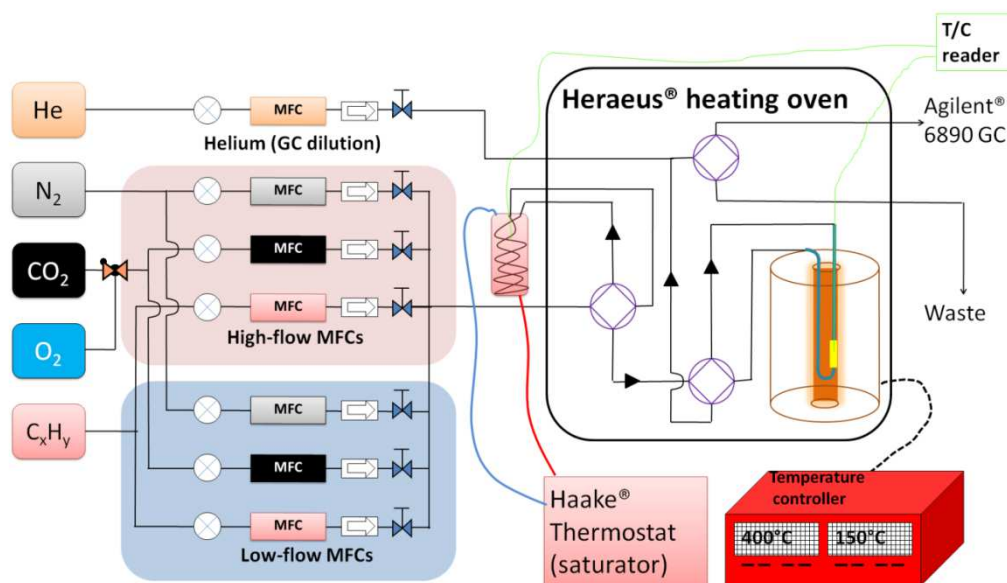 T/C
reader
Heraeus® heating oven
Agilent®
6890 GC
He
MFC
Helium (GC dilution)
N₂
MFC
CO₂
MFC
MFC
High-flow MFCs
O₂
Waste
CₓHᵧ
MFC
MFC
MFC
Low-flow MFCs
Haake®
Thermostat
(saturator)
Temperature
controller
400°C
150°C